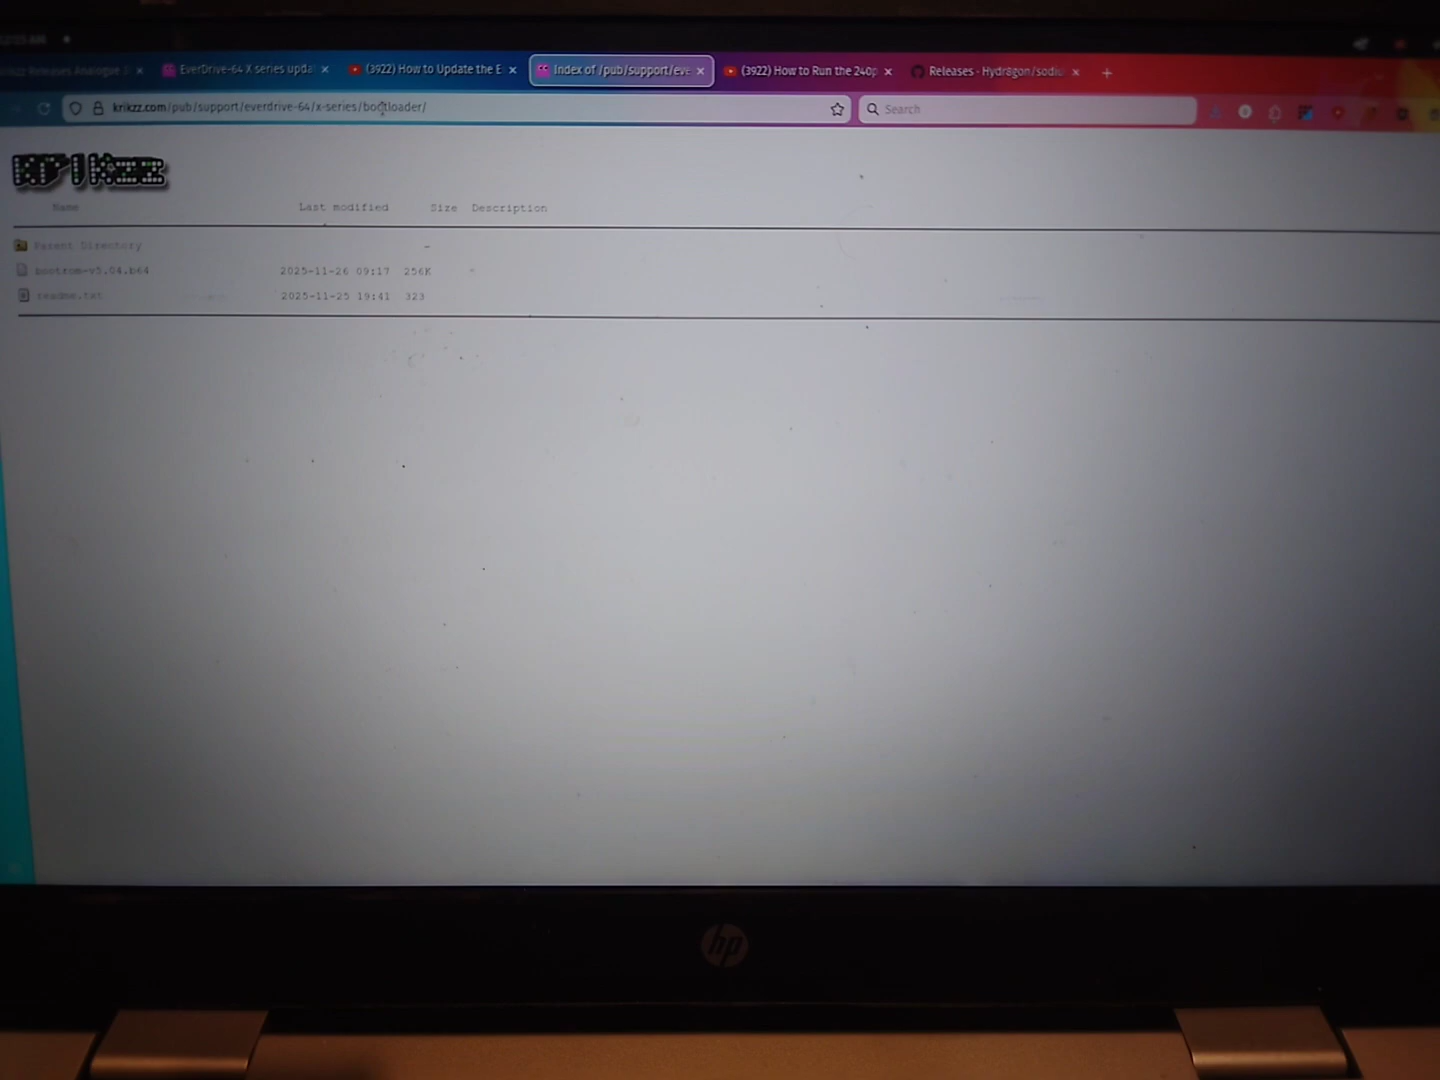 EverDrive-64 X series upda
(3922) How to Update the E
Index of /pub/support/eve
(3922) How to Run the 240p
Releases · Hydr8gon/sodiu
krikzz.com/pub/support/everdrive-64/x-series/bootloader/
Search
KRIKZZ
Name Last modified Size Description
Parent Directory -
bootrom-v5.04.b64 2025-11-26 09:17 256K
readme.txt 2025-11-25 19:41 323
hp